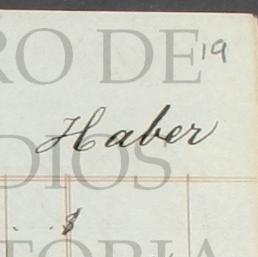 RO DE
19
Haber
DIOS
$
TORIA